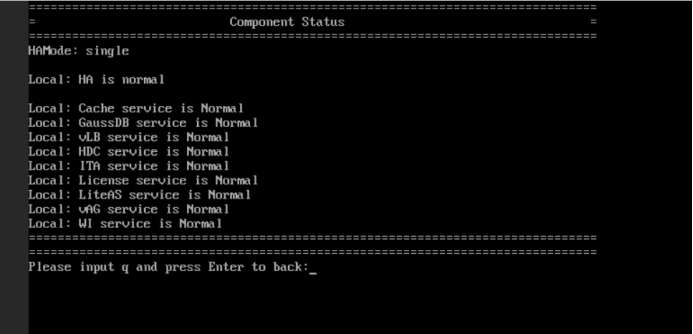 ===============================================================================
=                           Component Status                                  =
===============================================================================
HAMode: single
Local: HA is normal
Local: Cache service is Normal
Local: GaussDB service is Normal
Local: vLB service is Normal
Local: HDC service is Normal
Local: ITA service is Normal
Local: License service is Normal
Local: LiteAS service is Normal
Local: vAG service is Normal
Local: WI service is Normal
===============================================================================
===============================================================================
Please input q and press Enter to back:_